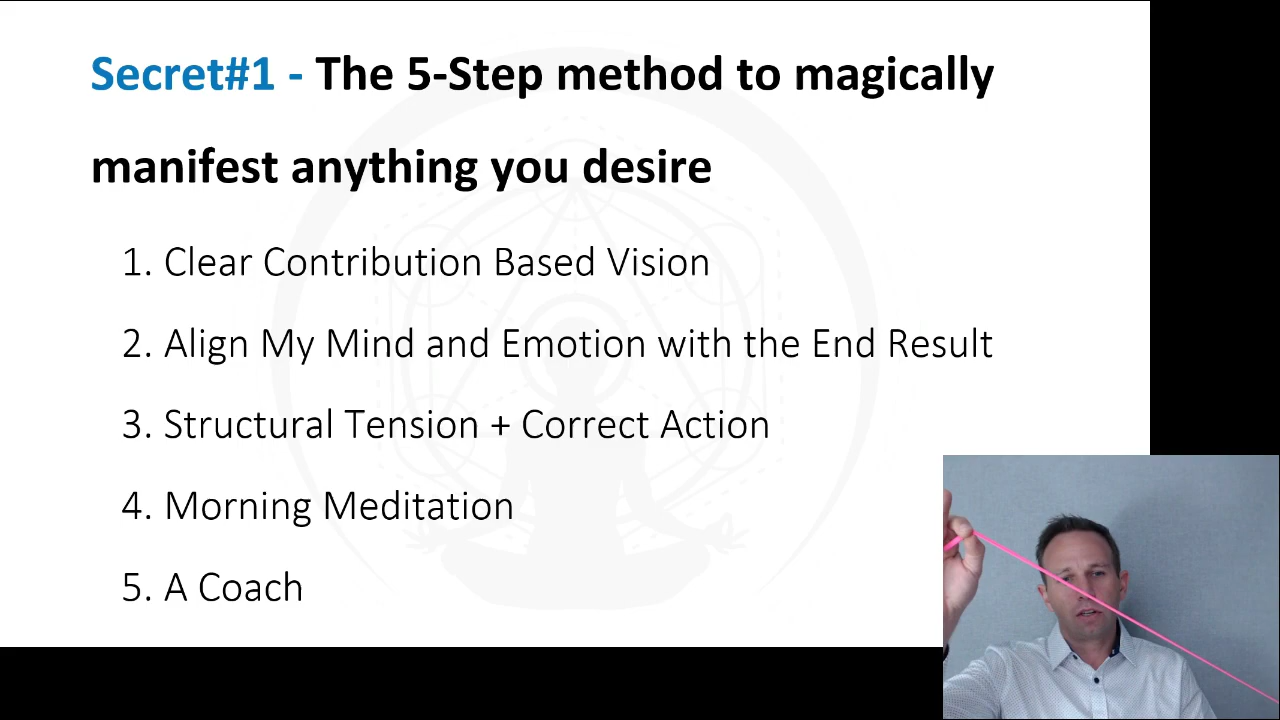 Secret#1 - The 5-Step method to magically
manifest anything you desire
1. Clear Contribution Based Vision
2. Align My Mind and Emotion with the End Result
3. Structural Tension + Correct Action
4. Morning Meditation
5. A Coach